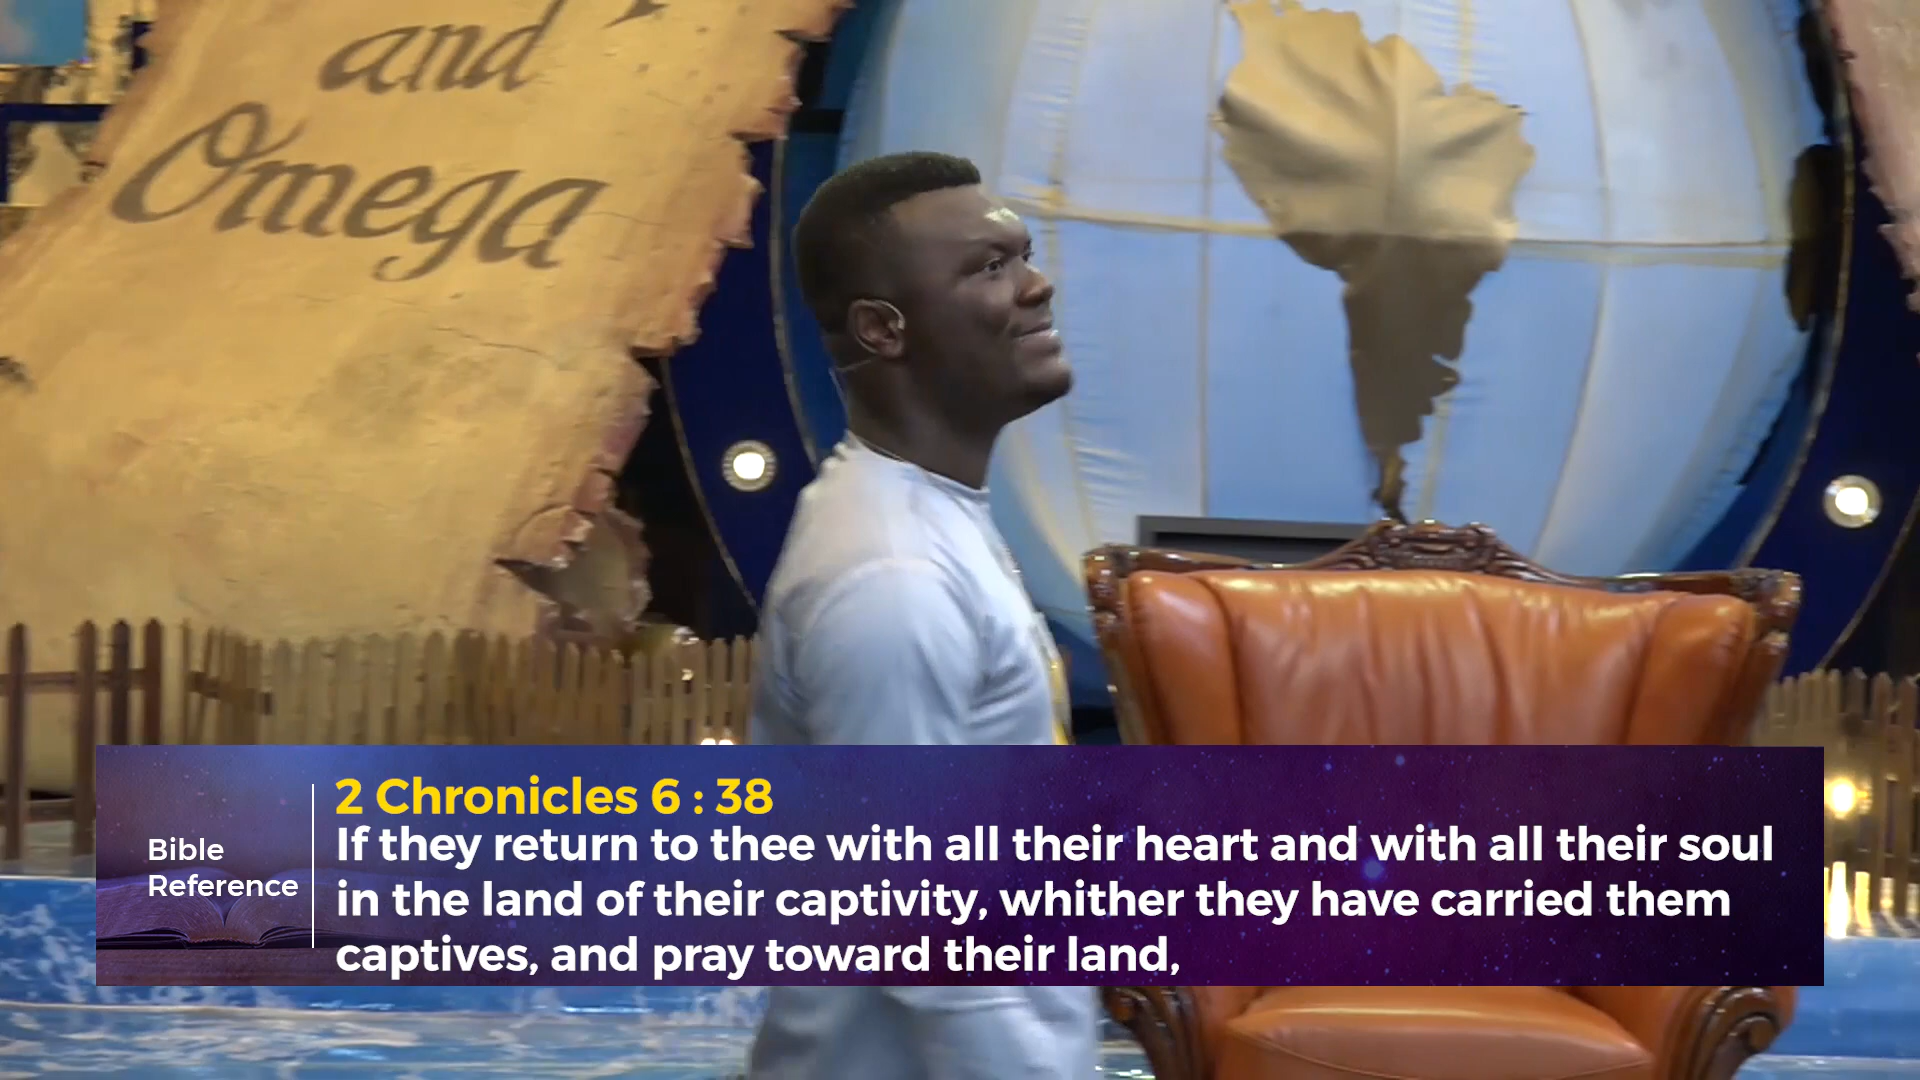 and
Omega
Bible
Reference
2 Chronicles 6 : 38
If they return to thee with all their heart and with all their soul
in the land of their captivity, whither they have carried them
captives, and pray toward their land,